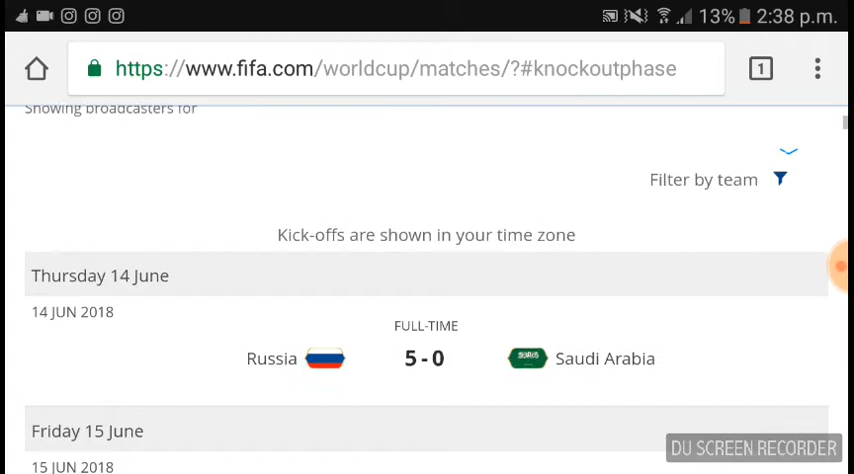 13% 2:38 p.m.
https://www.fifa.com/worldcup/matches/?#knockoutphase
1
Showing broadcasters for
Filter by team
Kick-offs are shown in your time zone
Thursday 14 June
14 JUN 2018
FULL-TIME
Russia 5 - 0 Saudi Arabia
Friday 15 June
15 JUN 2018
DU SCREEN RECORDER